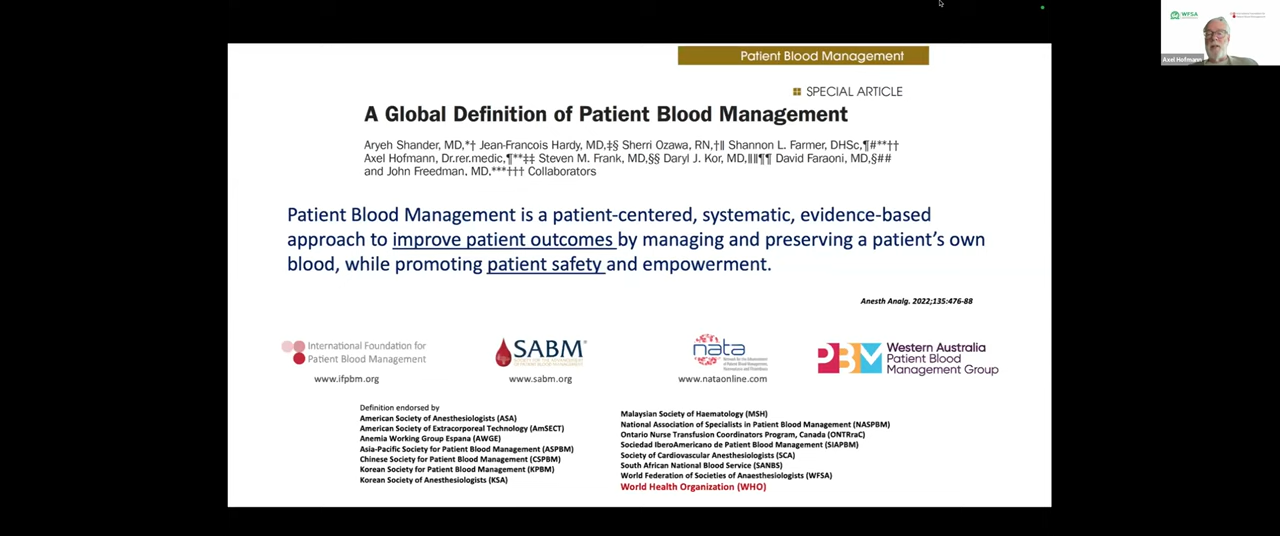 Patient Blood Management
SPECIAL ARTICLE
A Global Definition of Patient Blood Management
Aryeh Shander, MD,*† Jean-Francois Hardy, MD,‡§ Sherri Ozawa, RN,†‖ Shannon L. Farmer, DHSc,¶#**††
Axel Hofmann, Dr.rer.medic,¶**‡‡ Steven M. Frank, MD,§§ Daryl J. Kor, MD,‖‖¶¶ David Faraoni, MD,§##
and John Freedman, MD,***††† Collaborators
Patient Blood Management is a patient-centered, systematic, evidence-based
approach to improve patient outcomes by managing and preserving a patient's own
blood, while promoting patient safety and empowerment.
Anesth Analg. 2022;135:476-88
International Foundation for
Patient Blood Management
www.ifpbm.org
SABM®
www.sabm.org
nata
www.nataonline.com
PBM
Western Australia
Patient Blood
Management Group
Definition endorsed by
American Society of Anesthesiologists (ASA)
American Society of Extracorporeal Technology (AmSECT)
Anemia Working Group Espana (AWGE)
Asia-Pacific Society for Patient Blood Management (ASPBM)
Chinese Society for Patient Blood Management (CSPBM)
Korean Society for Patient Blood Management (KPBM)
Korean Society of Anesthesiologists (KSA)
Malaysian Society of Haematology (MSH)
National Association of Specialists in Patient Blood Management (NASPBM)
Ontario Nurse Transfusion Coordinators Program, Canada (ONTRaC)
Sociedad IberoAmericano de Patient Blood Management (SIAPBM)
Society of Cardiovascular Anesthesiologists (SCA)
South African National Blood Service (SANBS)
World Federation of Societies of Anaesthesiologists (WFSA)
World Health Organization (WHO)
WFSA
Axel Hofmann